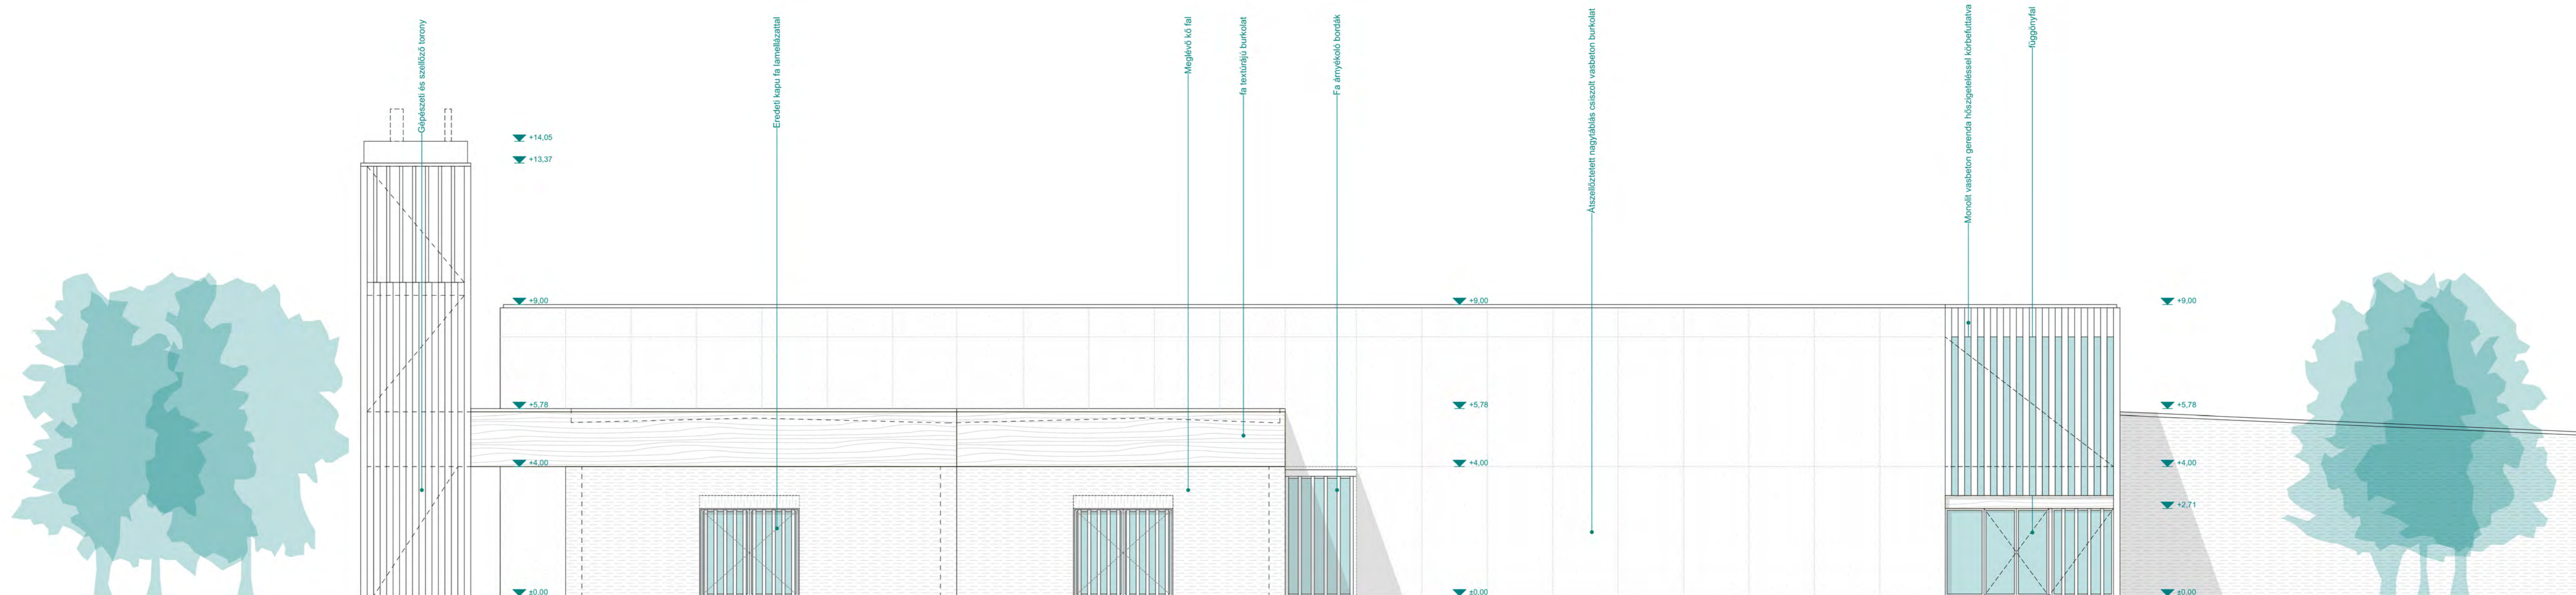 Gépészeti és szellőző torony
Eredeti kapu fa lamellázattal
Meglévő kő fal
fa textúrájú burkolat
Fa árnyékoló bordák
Átszellőztetett nagytáblás csiszolt vasbeton burkolat
Monolit vasbeton gerenda hőszigeteléssel körbefuttatva
függönyfal
+14,05
+13,37
+9,00
+9,00
+9,00
+5,78
+5,78
+5,78
+4,00
+4,00
+4,00
+2,71
±0,00
±0,00
±0,00